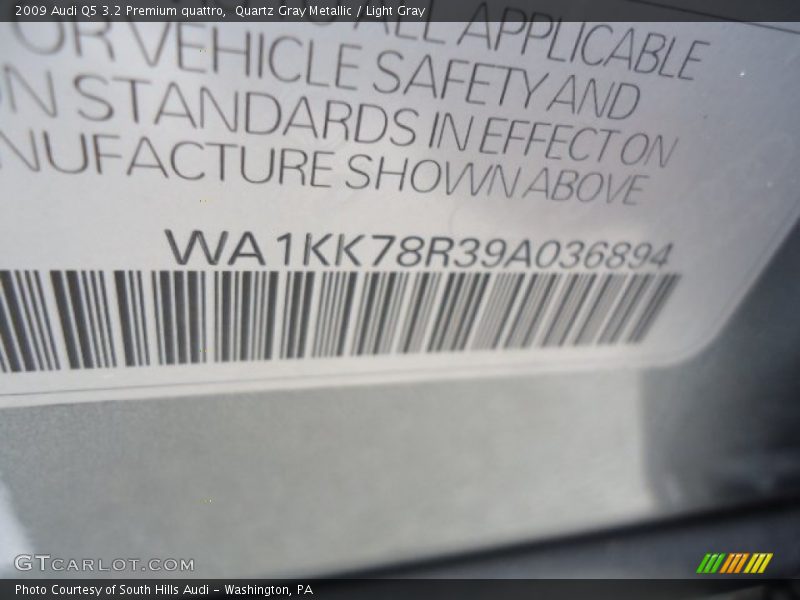 2009 Audi Q5 3.2 Premium quattro, Quartz Gray Metallic / Light Gray
ALL APPLICABLE
OR VEHICLE SAFETY AND
ON STANDARDS IN EFFECT ON
NUFACTURE SHOWN ABOVE
WA1KK78R39A036894
GTCARLOT.COM
Photo Courtesy of South Hills Audi - Washington, PA